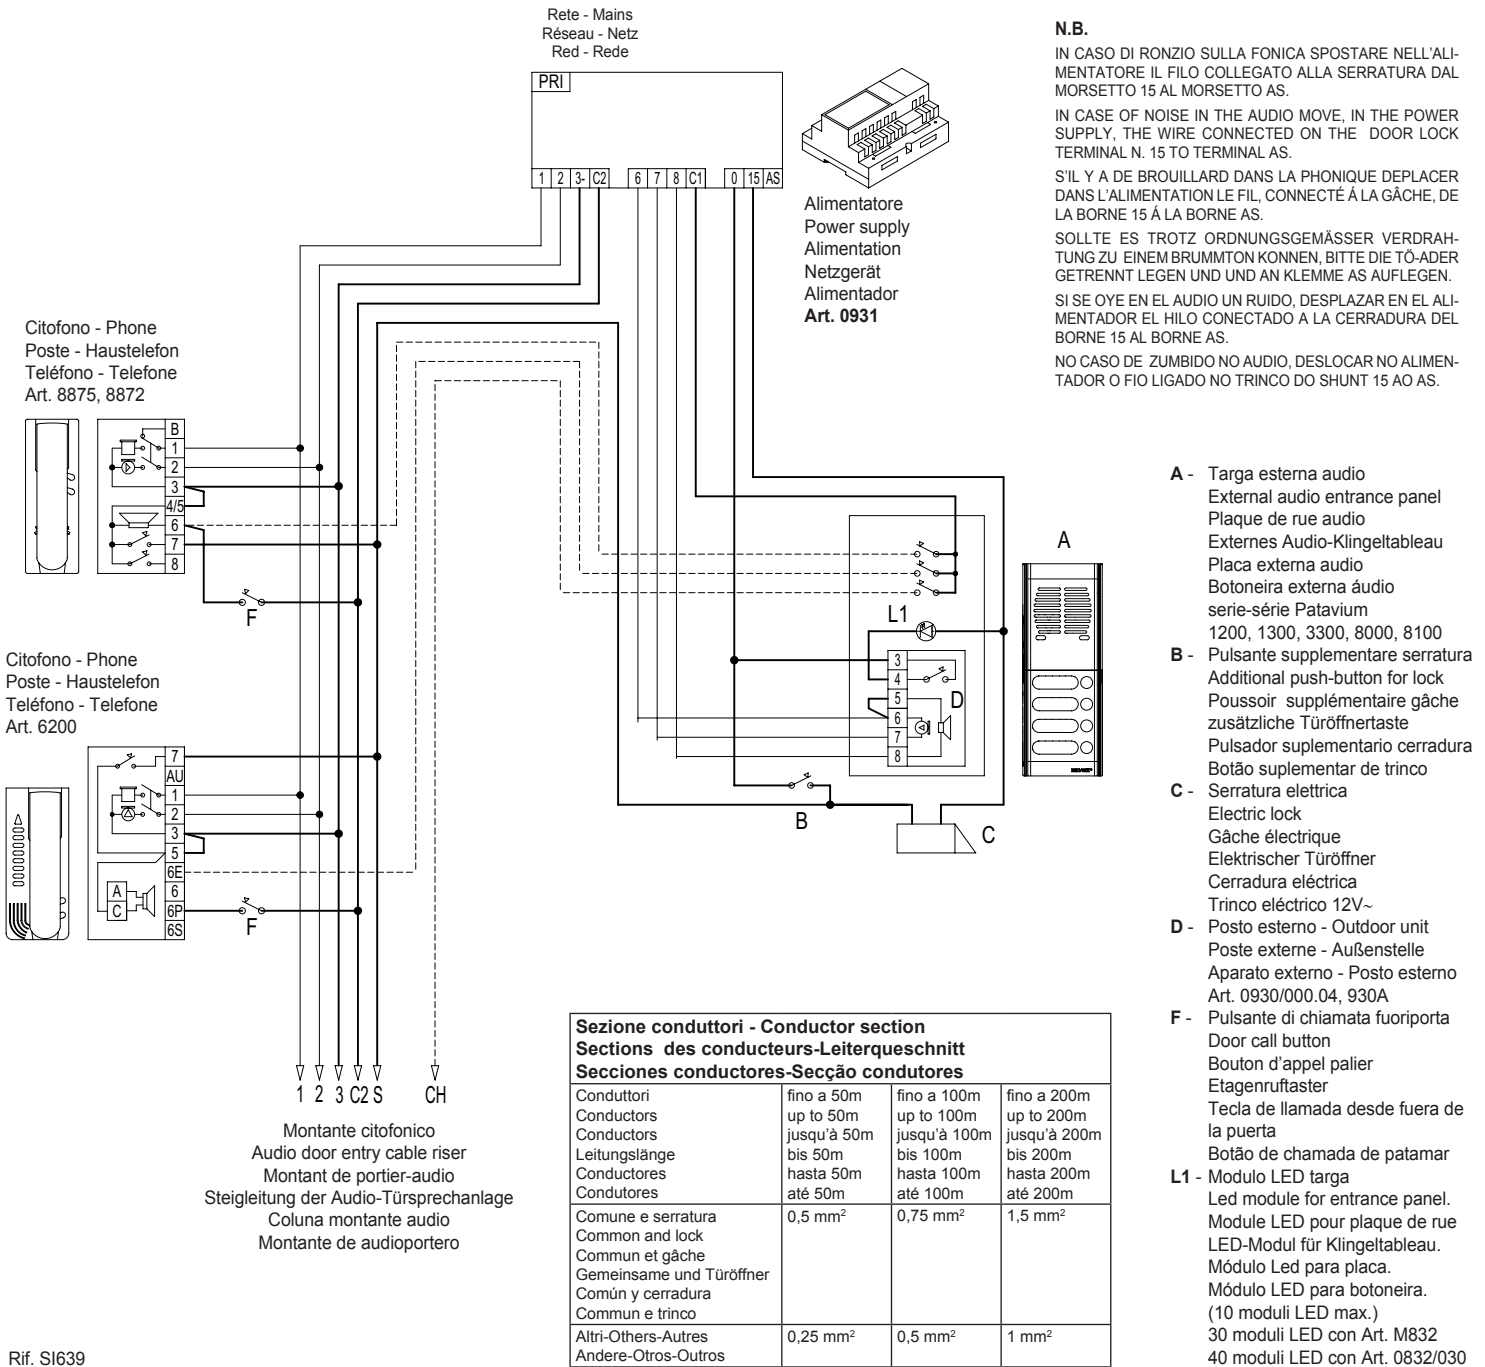 Rete - Mains
Réseau - Netz
Red - Rede
PRI
1 2 3- C2 6 7 8 C1 0 15 AS
Alimentatore
Power supply
Alimentation
Netzgerät
Alimentador
Art. 0931
N.B.
IN CASO DI RONZIO SULLA FONICA SPOSTARE NELL'ALI-
MENTATORE IL FILO COLLEGATO ALLA SERRATURA DAL
MORSETTO 15 AL MORSETTO AS.
IN CASE OF NOISE IN THE AUDIO MOVE, IN THE POWER
SUPPLY, THE WIRE CONNECTED ON THE DOOR LOCK
TERMINAL N. 15 TO TERMINAL AS.
S'IL Y A DE BROUILLARD DANS LA PHONIQUE DEPLACER
DANS L'ALIMENTATION LE FIL, CONNECTÉ Á LA GÂCHE, DE
LA BORNE 15 Á LA BORNE AS.
SOLLTE ES TROTZ ORDNUNGSGEMÄSSER VERDRAH-
TUNG ZU EINEM BRUMMTON KONNEN, BITTE DIE TÖ-ADER
GETRENNT LEGEN UND UND AN KLEMME AS AUFLEGEN.
SI SE OYE EN EL AUDIO UN RUIDO, DESPLAZAR EN EL ALI-
MENTADOR EL HILO CONECTADO A LA CERRADURA DEL
BORNE 15 AL BORNE AS.
NO CASO DE ZUMBIDO NO AUDIO, DESLOCAR NO ALIMEN-
TADOR O FIO LIGADO NO TRINCO DO SHUNT 15 AO AS.
Citofono - Phone
Poste - Haustelefon
Teléfono - Telefone
Art. 8875, 8872
B
1
2
3
4/5
6
7
8
F
Citofono - Phone
Poste - Haustelefon
Teléfono - Telefone
Art. 6200
7
AU
1
2
3
5
6E
6
6P
6S
A
C
F
L1
3
4
5
6
7
8
D
B
C
A
1 2 3 C2 S CH
Montante citofonico
Audio door entry cable riser
Montant de portier-audio
Steigleitung der Audio-Türsprechanlage
Coluna montante audio
Montante de audioportero
A - Targa esterna audio
External audio entrance panel
Plaque de rue audio
Externes Audio-Klingeltableau
Placa externa audio
Botoneira externa áudio
serie-série Patavium
1200, 1300, 3300, 8000, 8100
B - Pulsante supplementare serratura
Additional push-button for lock
Poussoir supplémentaire gâche
zusätzliche Türöffnertaste
Pulsador suplementario cerradura
Botão suplementar de trinco
C - Serratura elettrica
Electric lock
Gâche électrique
Elektrischer Türöffner
Cerradura eléctrica
Trinco eléctrico 12V~
D - Posto esterno - Outdoor unit
Poste externe - Außenstelle
Aparato externo - Posto esterno
Art. 0930/000.04, 930A
F - Pulsante di chiamata fuoriporta
Door call button
Bouton d'appel palier
Etagenruftaster
Tecla de llamada desde fuera de
la puerta
Botão de chamada de patamar
L1 - Modulo LED targa
Led module for entrance panel.
Module LED pour plaque de rue
LED-Modul für Klingeltableau.
Módulo Led para placa.
Módulo LED para botoneira.
(10 moduli LED max.)
30 moduli LED con Art. M832
40 moduli LED con Art. 0832/030
Sezione conduttori - Conductor section
Sections des conducteurs-Leiterqueschnitt
Secciones conductores-Secção condutores
Conduttori fino a 50m fino a 100m fino a 200m
Conductors up to 50m up to 100m up to 200m
Conductors jusqu'à 50m jusqu'à 100m jusqu'à 200m
Leitungslänge bis 50m bis 100m bis 200m
Conductores hasta 50m hasta 100m hasta 200m
Condutores até 50m até 100m até 200m
Comune e serratura 0,5 mm² 0,75 mm² 1,5 mm²
Common and lock
Commun et gâche
Gemeinsame und Türöffner
Común y cerradura
Commun e trinco
Altri-Others-Autres 0,25 mm² 0,5 mm² 1 mm²
Andere-Otros-Outros
Rif. SI639